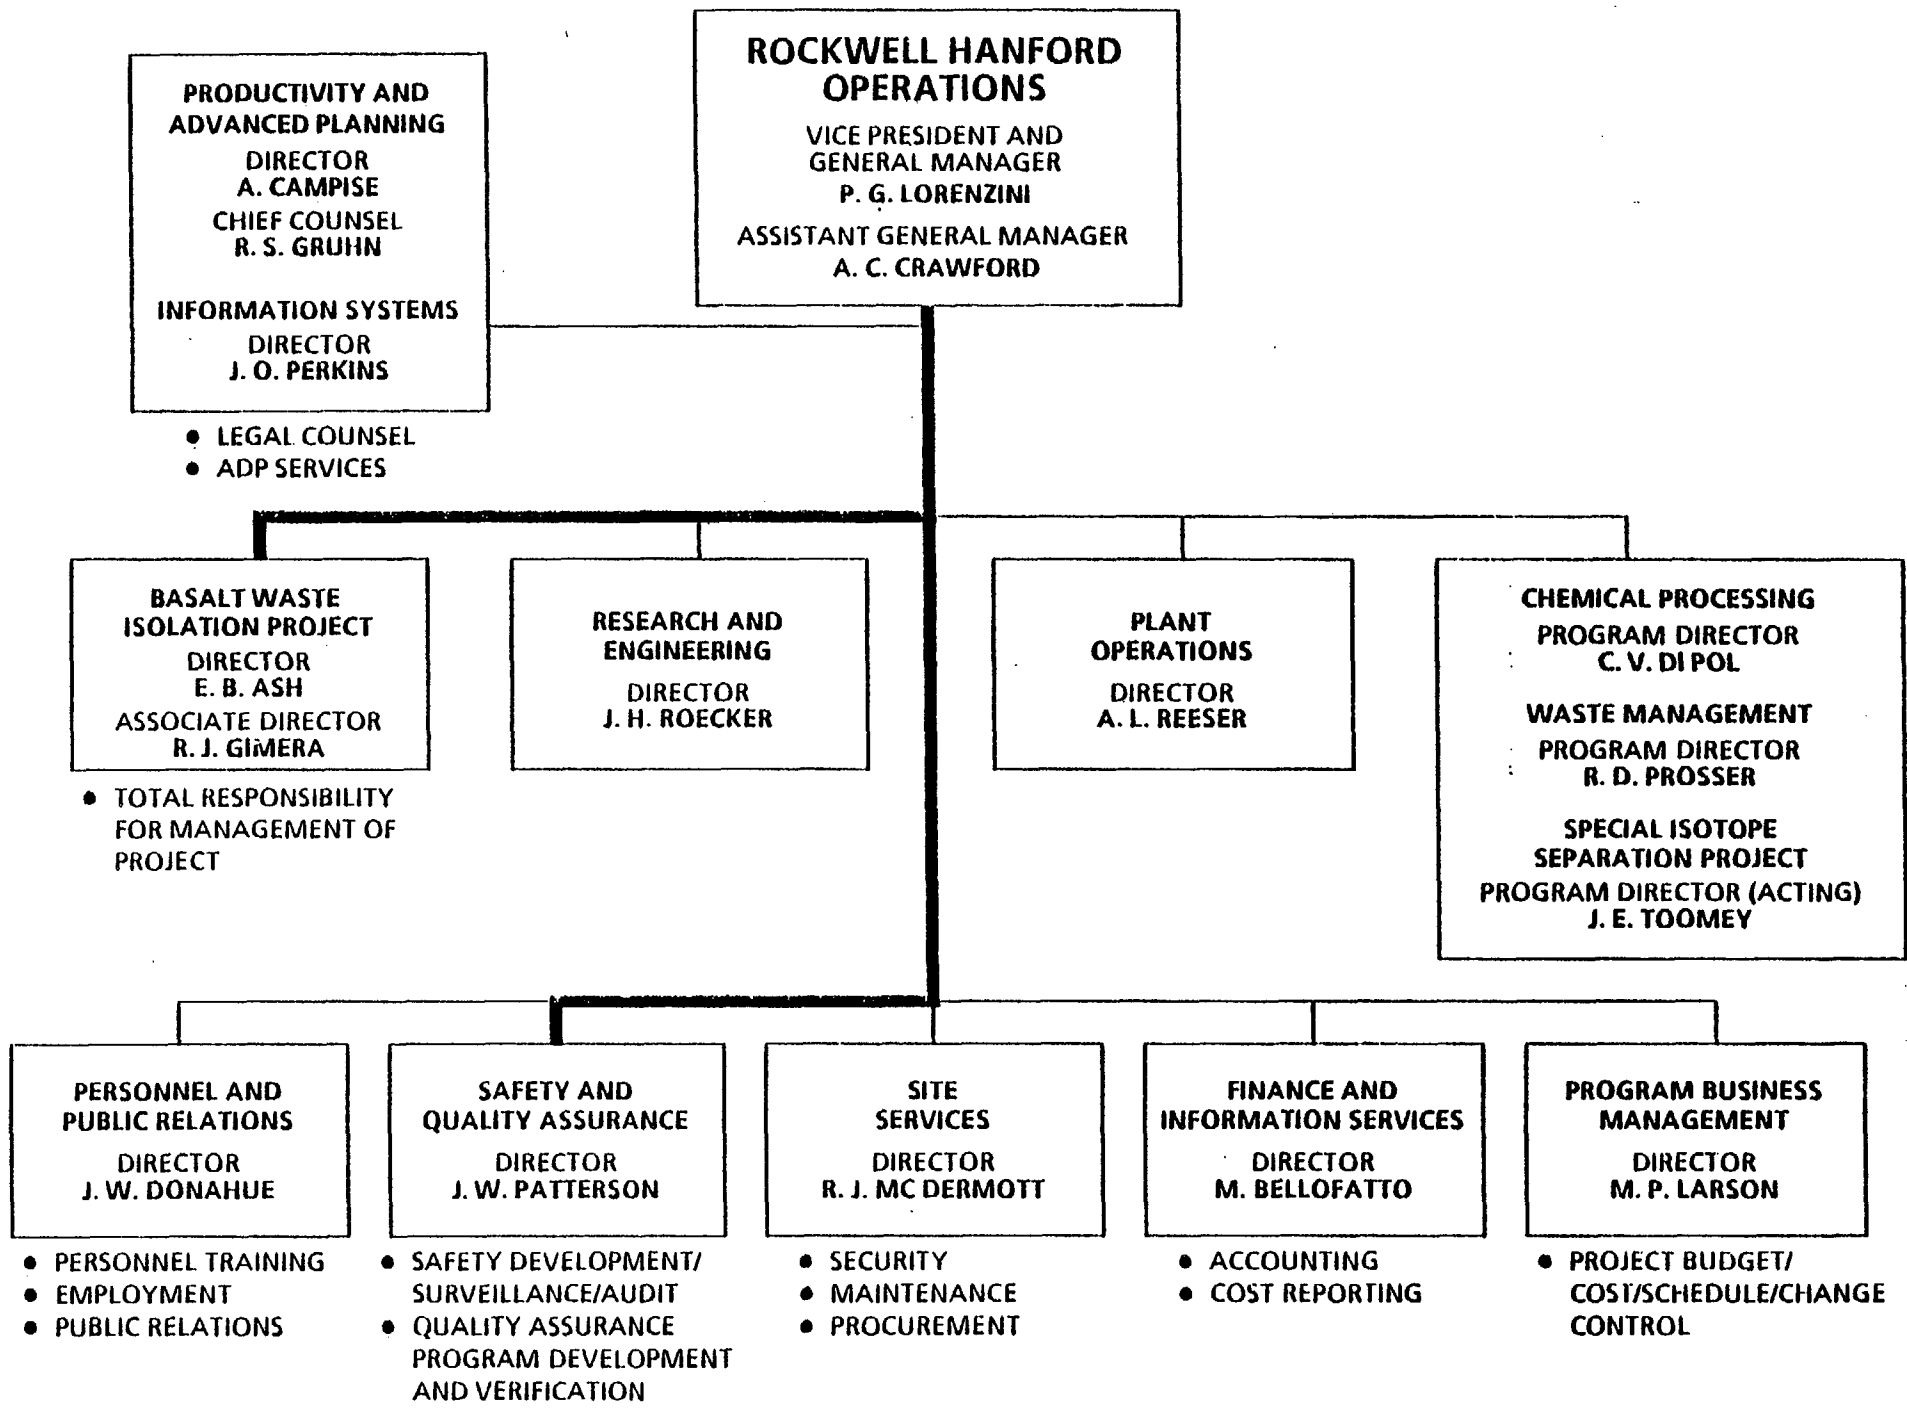 ROCKWELL HANFORD
OPERATIONS
VICE PRESIDENT AND
GENERAL MANAGER
P. G. LORENZINI
ASSISTANT GENERAL MANAGER
A. C. CRAWFORD
PRODUCTIVITY AND
ADVANCED PLANNING
DIRECTOR
A. CAMPISE
CHIEF COUNSEL
R. S. GRUHN
INFORMATION SYSTEMS
DIRECTOR
J. O. PERKINS
• LEGAL COUNSEL
• ADP SERVICES
BASALT WASTE
ISOLATION PROJECT
DIRECTOR
E. B. ASH
ASSOCIATE DIRECTOR
R. J. GIMERA
• TOTAL RESPONSIBILITY
FOR MANAGEMENT OF
PROJECT
RESEARCH AND
ENGINEERING
DIRECTOR
J. H. ROECKER
PLANT
OPERATIONS
DIRECTOR
A. L. REESER
CHEMICAL PROCESSING
PROGRAM DIRECTOR
C. V. DI POL
WASTE MANAGEMENT
PROGRAM DIRECTOR
R. D. PROSSER
SPECIAL ISOTOPE
SEPARATION PROJECT
PROGRAM DIRECTOR (ACTING)
J. E. TOOMEY
PERSONNEL AND
PUBLIC RELATIONS
DIRECTOR
J. W. DONAHUE
• PERSONNEL TRAINING
• EMPLOYMENT
• PUBLIC RELATIONS
SAFETY AND
QUALITY ASSURANCE
DIRECTOR
J. W. PATTERSON
• SAFETY DEVELOPMENT/
SURVEILLANCE/AUDIT
• QUALITY ASSURANCE
PROGRAM DEVELOPMENT
AND VERIFICATION
SITE
SERVICES
DIRECTOR
R. J. MC DERMOTT
• SECURITY
• MAINTENANCE
• PROCUREMENT
FINANCE AND
INFORMATION SERVICES
DIRECTOR
M. BELLOFATTO
• ACCOUNTING
• COST REPORTING
PROGRAM BUSINESS
MANAGEMENT
DIRECTOR
M. P. LARSON
• PROJECT BUDGET/
COST/SCHEDULE/CHANGE
CONTROL